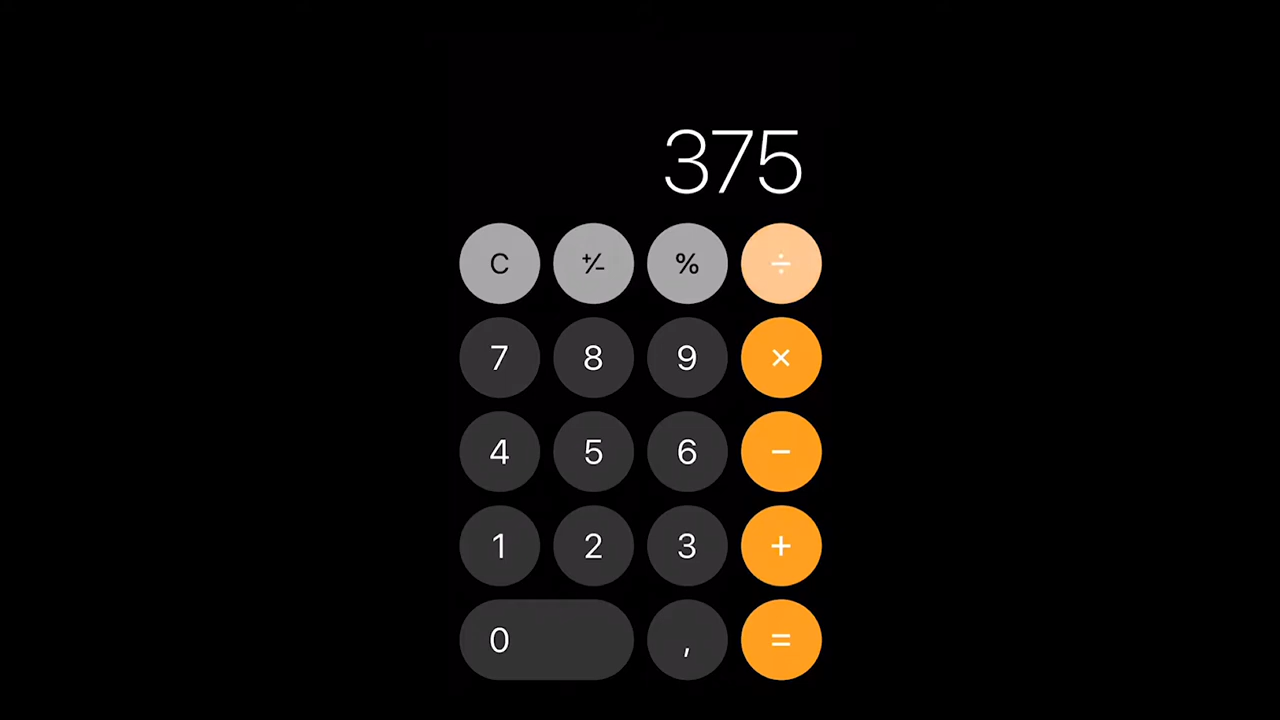 375
C ⁺∕₋ % ÷
7 8 9 ×
4 5 6 −
1 2 3 +
0 , =